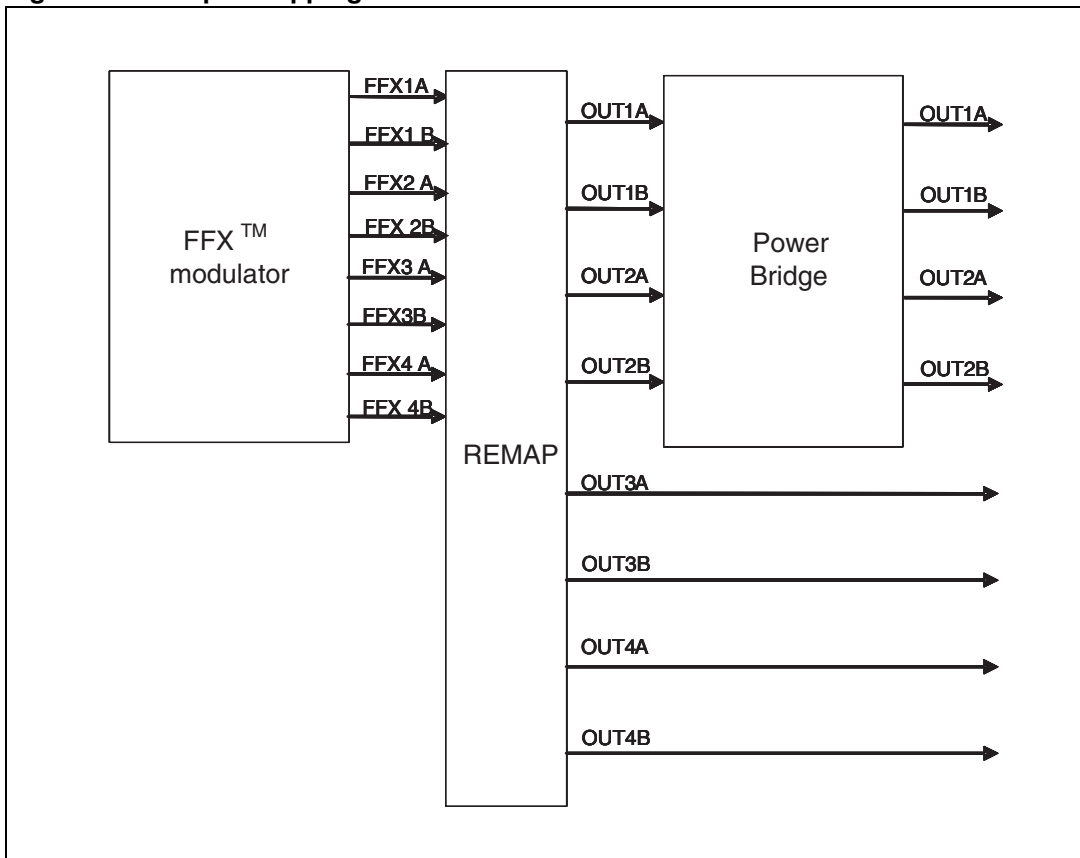 FFX1A
FFX1 B
FFX2 A
FFX 2B
FFX3 A
FFX3B
FFX4 A
FFX 4B
FFX TM
modulator
REMAP
OUT1A
OUT1B
OUT2A
OUT2B
OUT3A
OUT3B
OUT4A
OUT4B
Power
Bridge
OUT1A
OUT1B
OUT2A
OUT2B